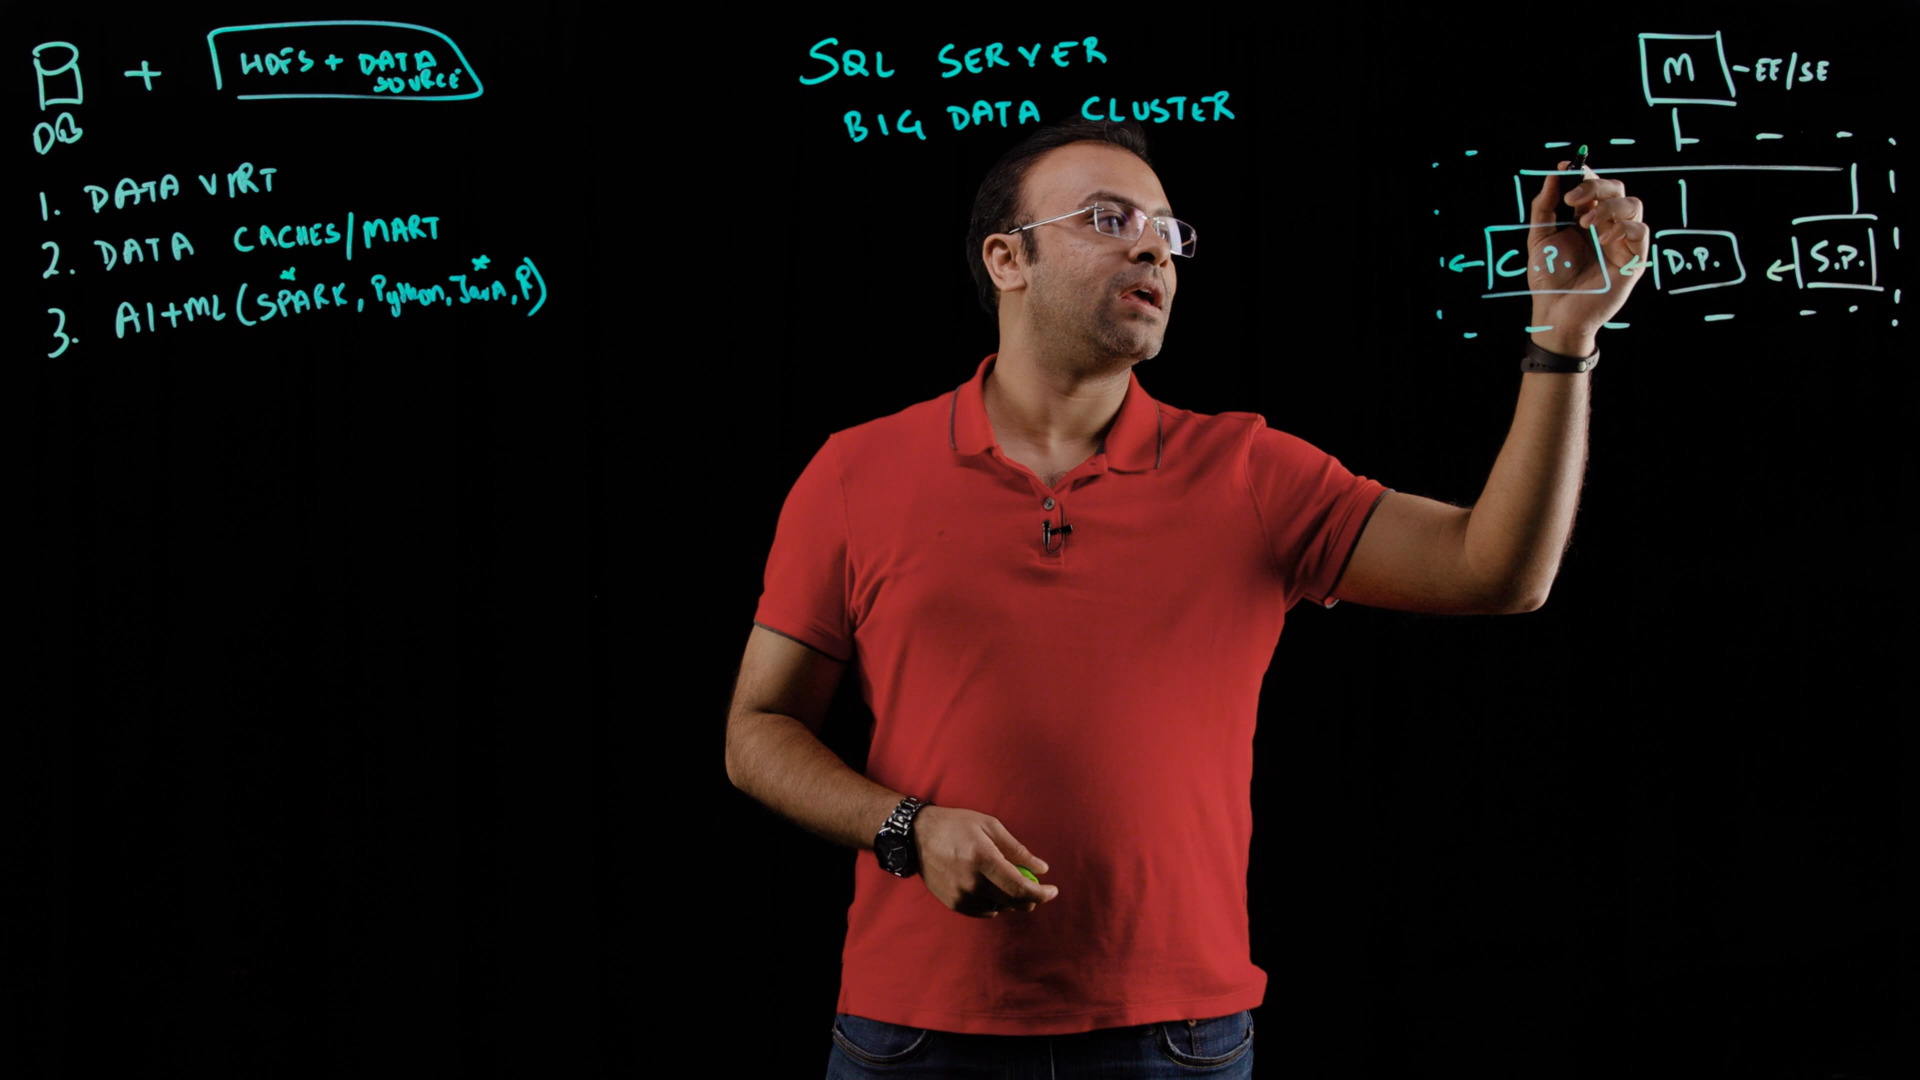 DB
+
HDFS + DATA
SOURCE
1. DATA VIRT
2. DATA CACHES/MART
3. AI+ML (SPARK, Python, JavA, R)
* *
SQL SERVER
BIG DATA CLUSTER
M - EE/SE
C.P. D.P. S.P.